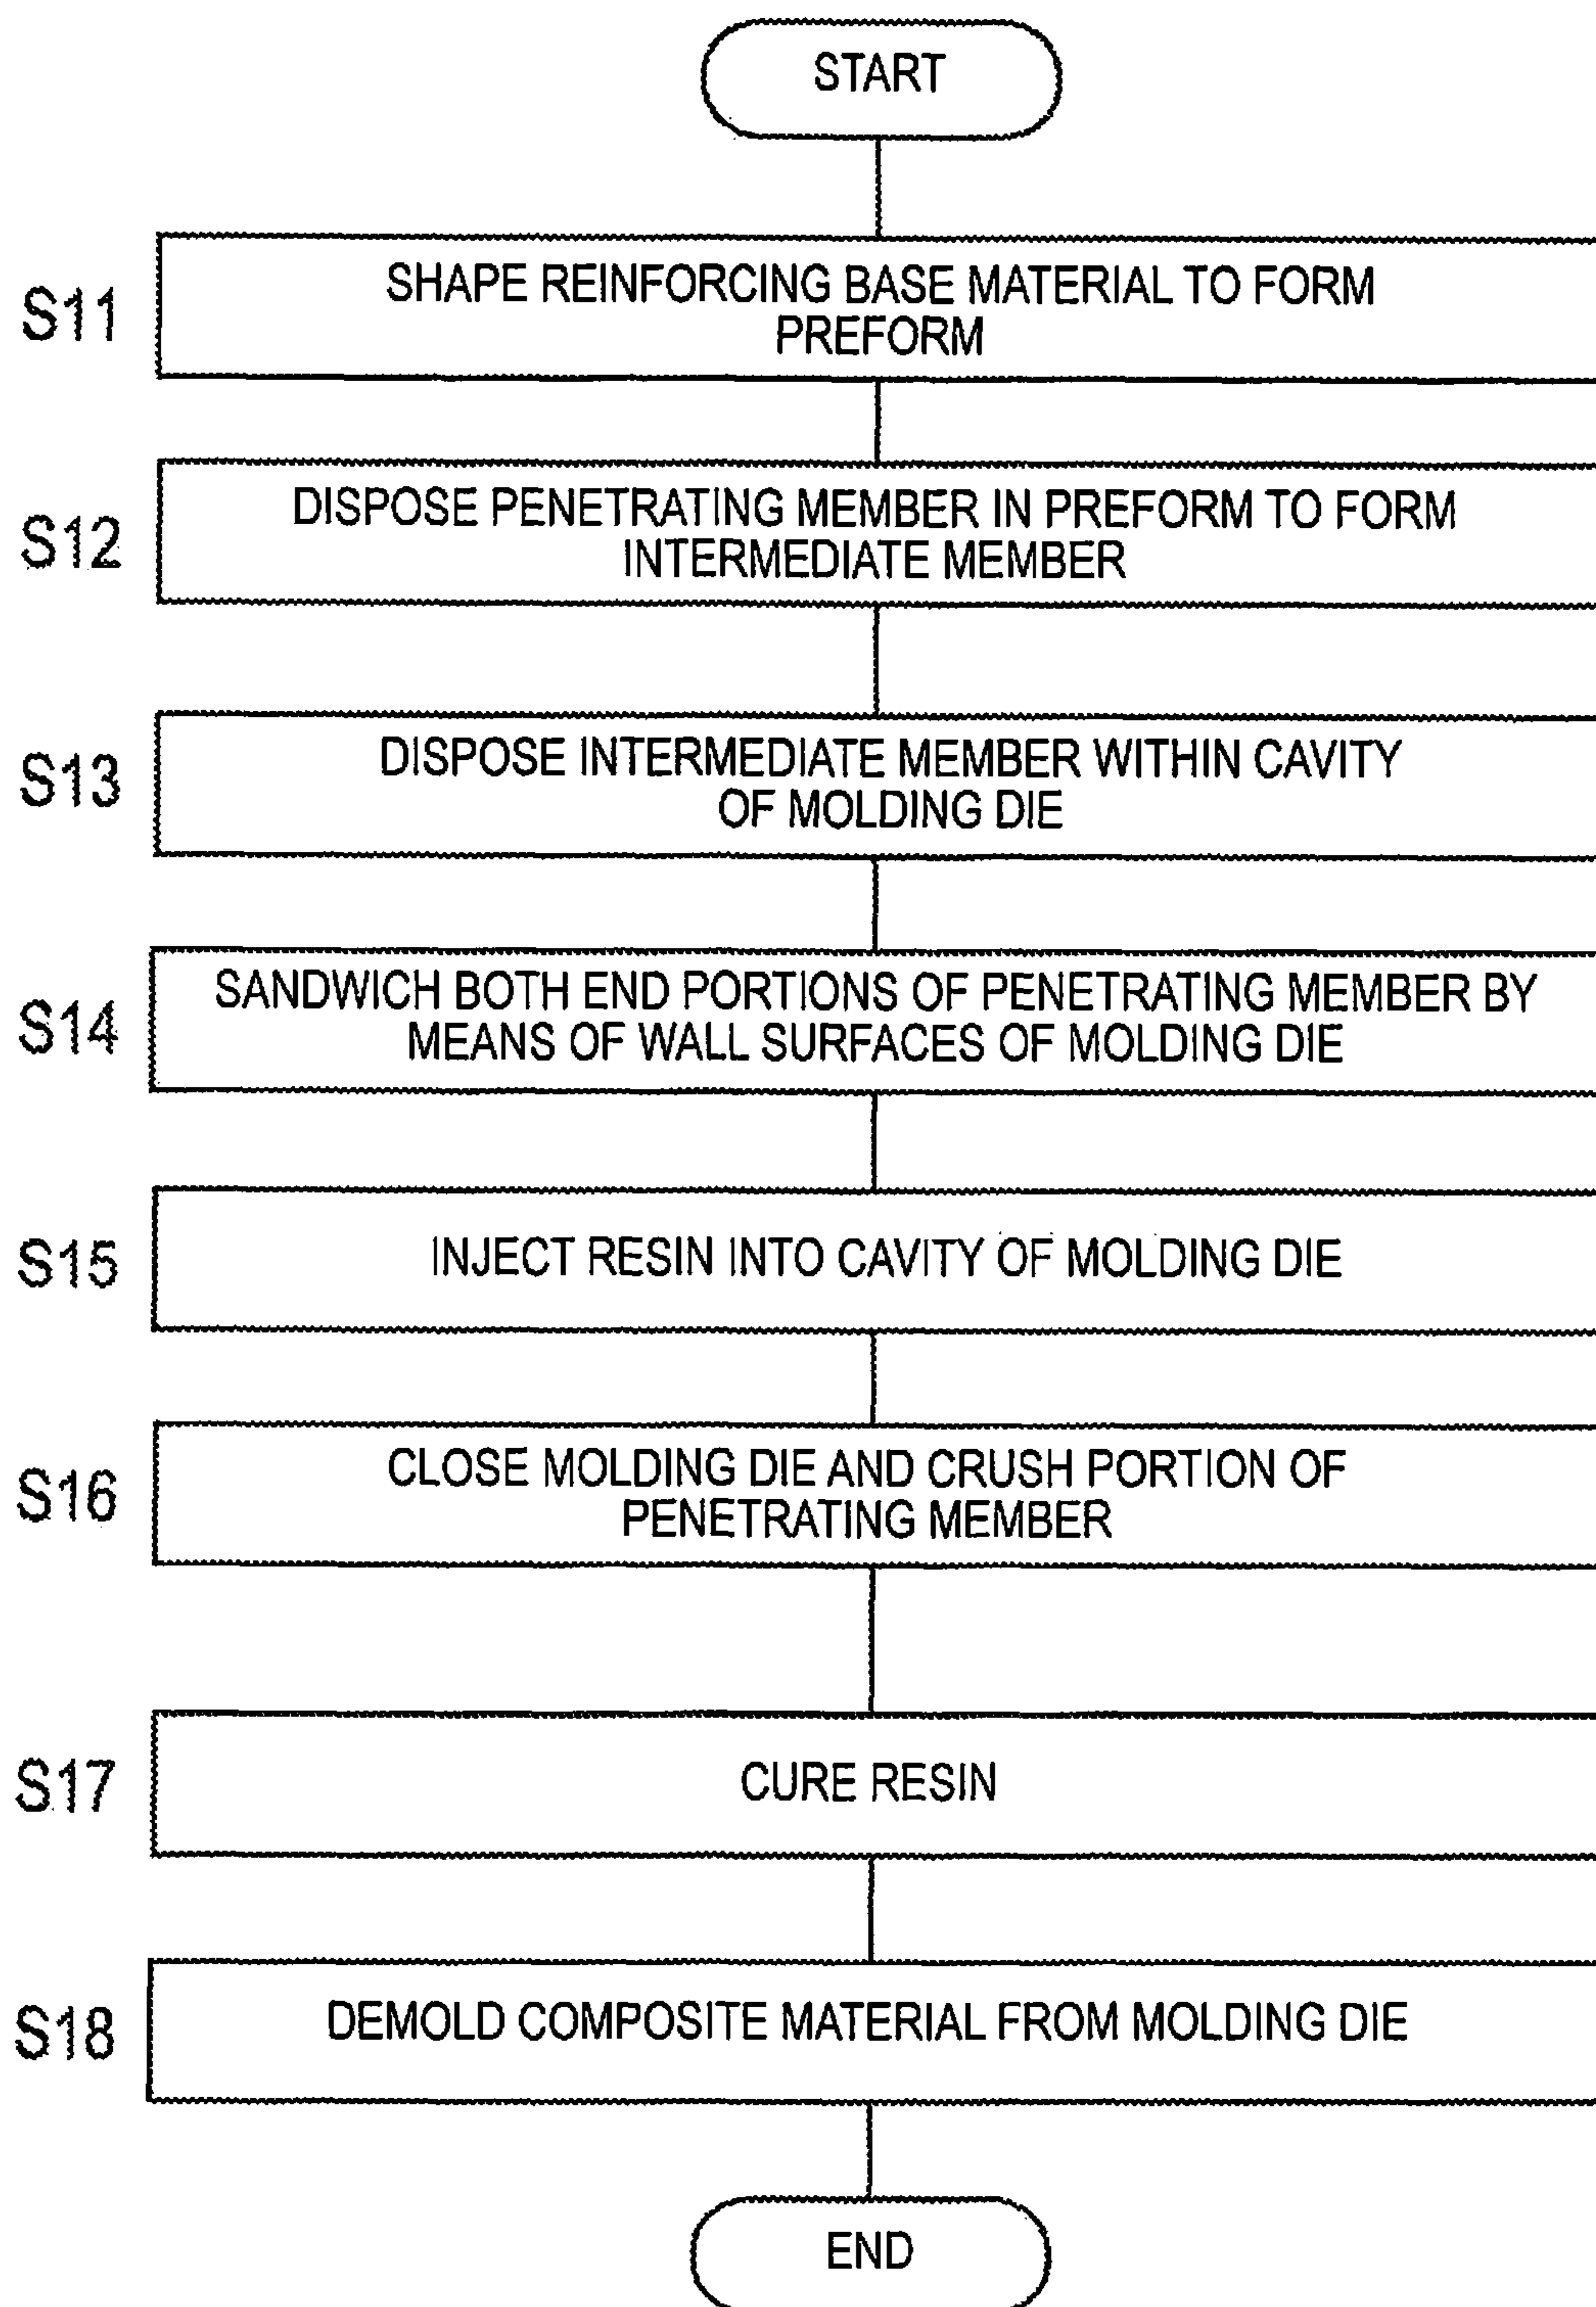 START
S11
SHAPE REINFORCING BASE MATERIAL TO FORM
PREFORM
S12
DISPOSE PENETRATING MEMBER IN PREFORM TO FORM
INTERMEDIATE MEMBER
S13
DISPOSE INTERMEDIATE MEMBER WITHIN CAVITY
OF MOLDING DIE
S14
SANDWICH BOTH END PORTIONS OF PENETRATING MEMBER BY
MEANS OF WALL SURFACES OF MOLDING DIE
S15
INJECT RESIN INTO CAVITY OF MOLDING DIE
S16
CLOSE MOLDING DIE AND CRUSH PORTION OF
PENETRATING MEMBER
S17
CURE RESIN
S18
DEMOLD COMPOSITE MATERIAL FROM MOLDING DIE
END